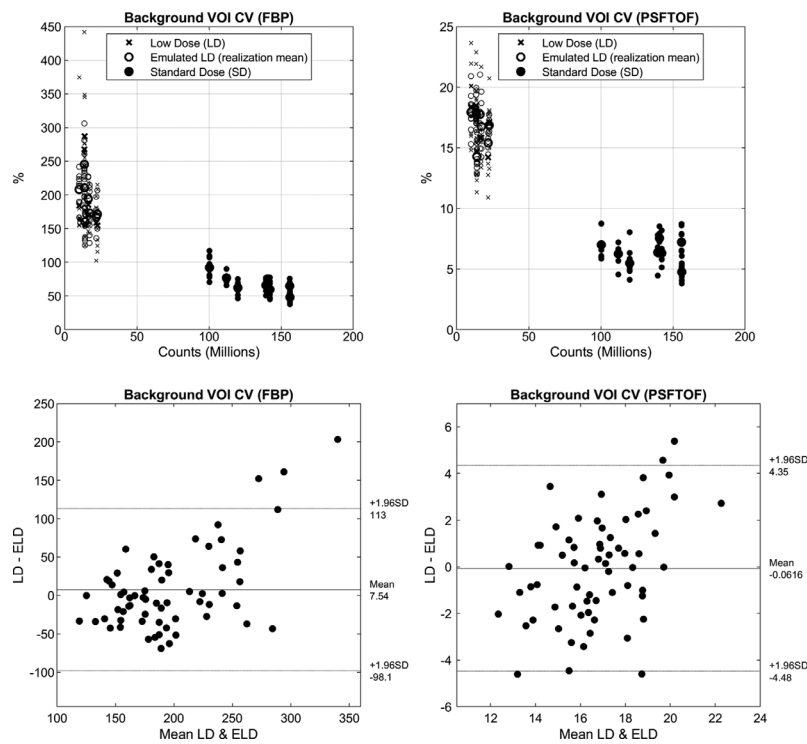 Background VOI CV (FBP)
450
400
350
300
250
200
150
100
50
0
%
Low Dose (LD)
Emulated LD (realization mean)
Standard Dose (SD)
0
50
100
150
200
Counts (Millions)
Background VOI CV (PSFTOF)
25
20
15
10
5
0
%
Low Dose (LD)
Emulated LD (realization mean)
Standard Dose (SD)
0
50
100
150
200
Counts (Millions)
Background VOI CV (FBP)
250
200
150
100
50
0
-50
-100
LD - ELD
+1.96SD
113
Mean
7.54
+1.96SD
-98.1
100
150
200
250
300
350
Mean LD & ELD
Background VOI CV (PSFTOF)
6
4
2
0
-2
-4
-6
LD - ELD
+1.96SD
4.35
Mean
-0.0616
+1.96SD
-4.48
12
14
16
18
20
22
24
Mean LD & ELD